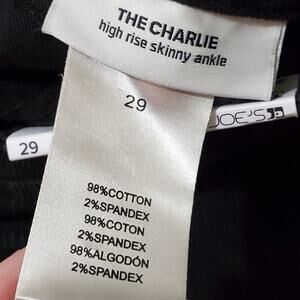 THE CHARLIE
high rise skinny ankle
29
JOE'S
29
98%COTTON
2%SPANDEX
98%COTON
2%SPANDEX
98%ALGODÓN
2%SPANDEX